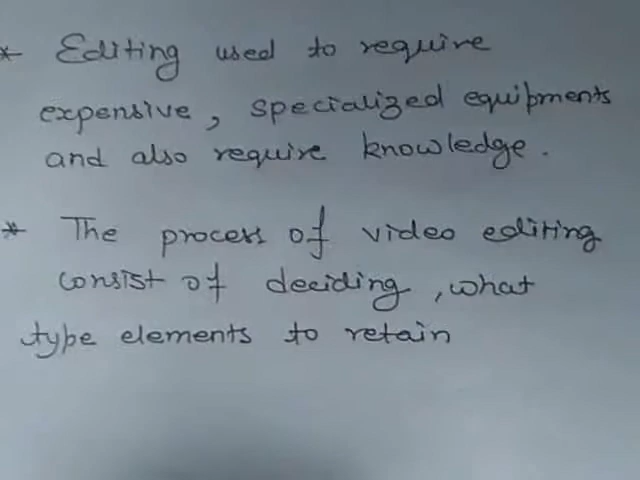 * Editing used to require
expensive, specialized equipments
and also require knowledge.
* The process of video editing
consist of deciding, what
type elements to retain